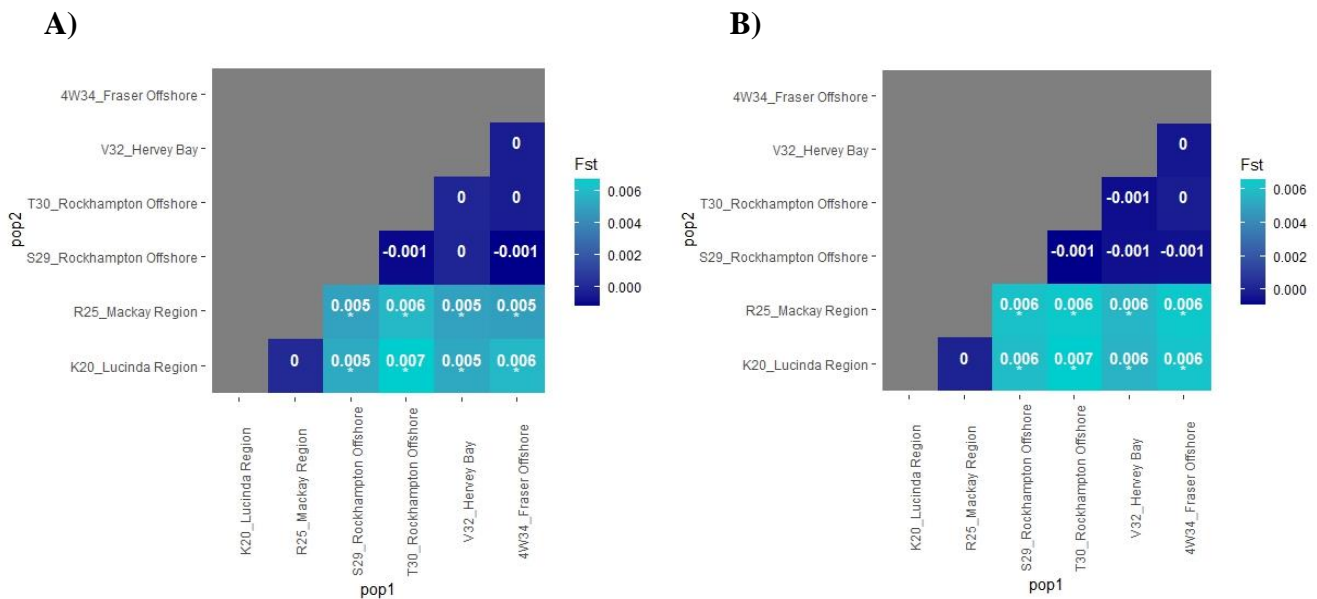 A)
B)
pop2
4W34_Fraser Offshore
V32_Hervey Bay
T30_Rockhampton Offshore
S29_Rockhampton Offshore
R25_Mackay Region
K20_Lucinda Region
0
0 0
-0.001 0 -0.001
0.005 0.006 0.005 0.005
* * * *
0 0.005 0.007 0.005 0.006
* * * *
K20_Lucinda Region
R25_Mackay Region
S29_Rockhampton Offshore
T30_Rockhampton Offshore
V32_Hervey Bay
4W34_Fraser Offshore
pop1
Fst
0.006
0.004
0.002
0.000
pop2
4W34_Fraser Offshore
V32_Hervey Bay
T30_Rockhampton Offshore
S29_Rockhampton Offshore
R25_Mackay Region
K20_Lucinda Region
0
-0.001 0
-0.001 -0.001 -0.001
0.006 0.006 0.006 0.006
* * * *
0 0.006 0.007 0.006 0.006
* * * *
K20_Lucinda Region
R25_Mackay Region
S29_Rockhampton Offshore
T30_Rockhampton Offshore
V32_Hervey Bay
4W34_Fraser Offshore
pop1
Fst
0.006
0.004
0.002
0.000